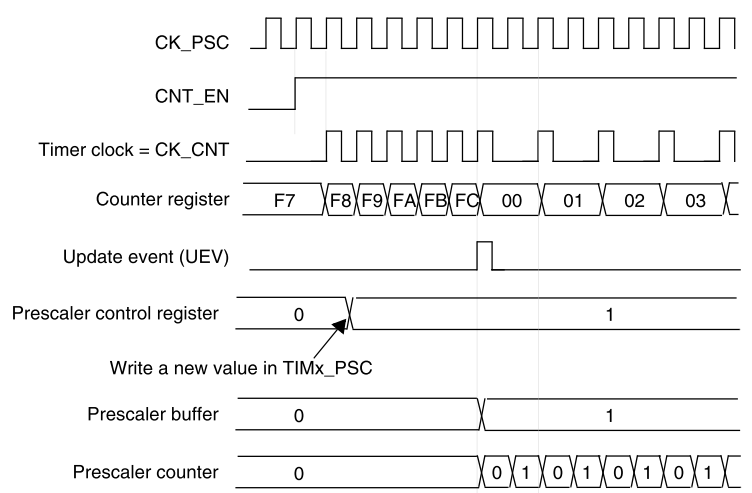 CK_PSC
CNT_EN
Timer clock = CK_CNT
Counter register F7 F8 F9 FA FB FC 00 01 02 03
Update event (UEV)
Prescaler control register 0 1
Write a new value in TIMx_PSC
Prescaler buffer 0 1
Prescaler counter 0 0 1 0 1 0 1 0 1